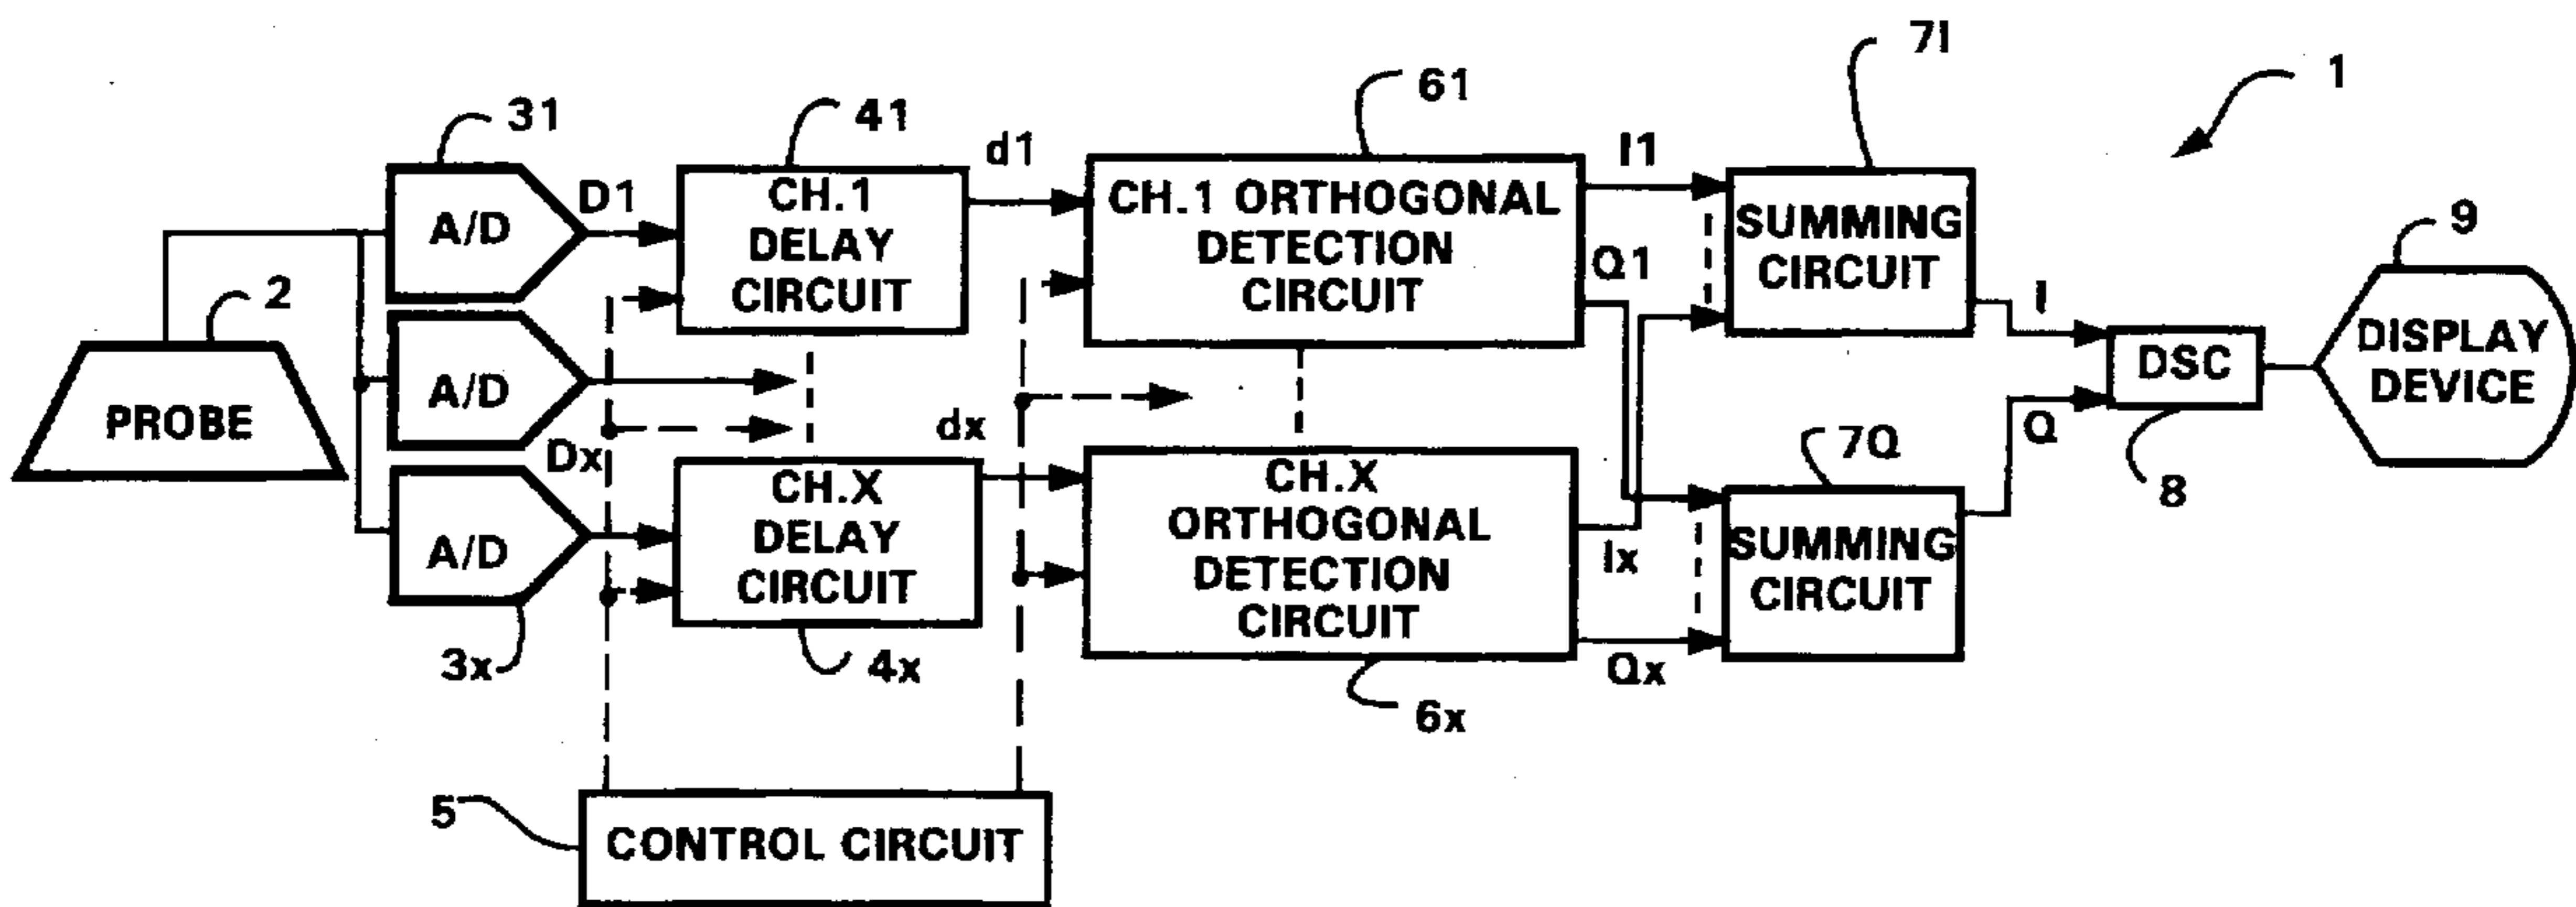 7I
1
61
31
41
d1
I1
D1
A/D
CH.1
DELAY
CIRCUIT
CH.1 ORTHOGONAL
DETECTION
CIRCUIT
Q1
SUMMING
CIRCUIT
9
2
I
PROBE
A/D
DSC
DISPLAY
DEVICE
Dx
dx
Q
7Q
8
A/D
CH.X
DELAY
CIRCUIT
CH.X
ORTHOGONAL
DETECTION
CIRCUIT
Ix
SUMMING
CIRCUIT
3x
4x
Qx
6x
5
CONTROL CIRCUIT